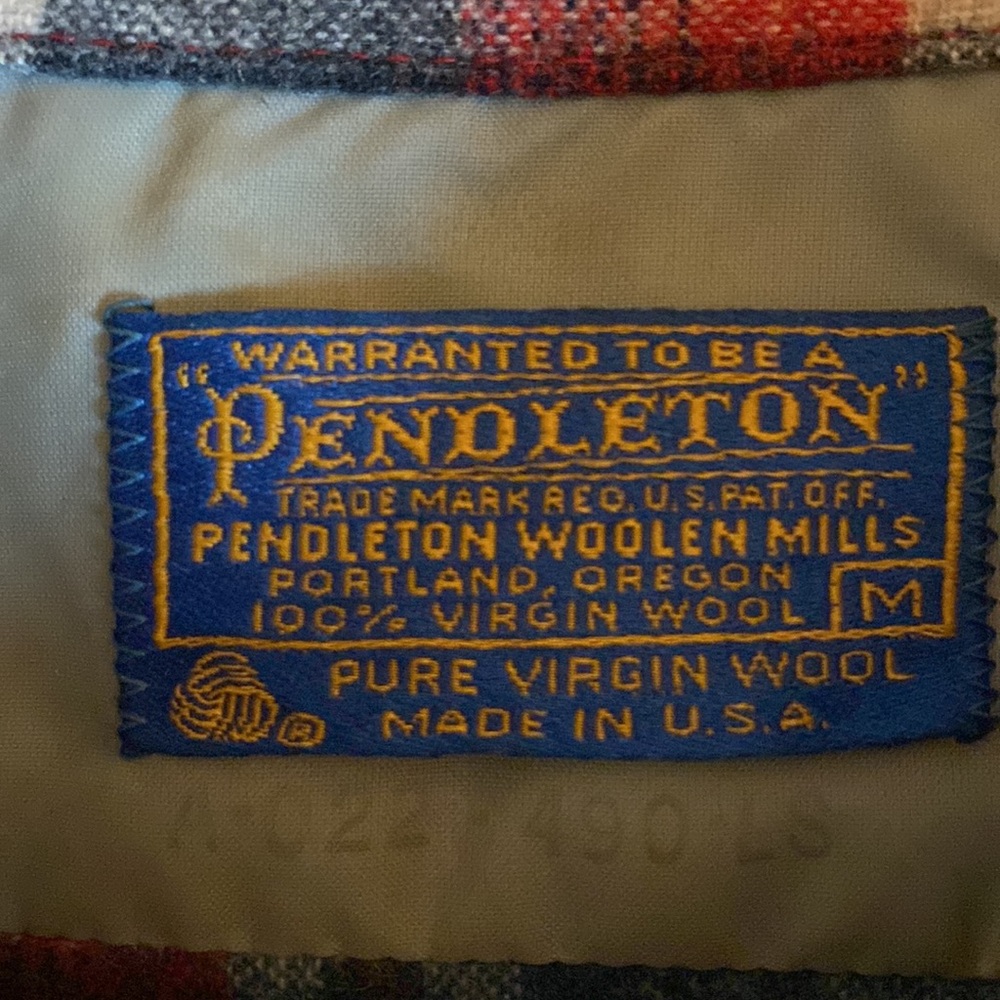 WARRANTED TO BE A
"PENDLETON"
TRADE MARK REG. U.S. PAT. OFF.
PENDLETON WOOLEN MILLS
PORTLAND, OREGON
100% VIRGIN WOOL M
PURE VIRGIN WOOL
® MADE IN U.S.A.